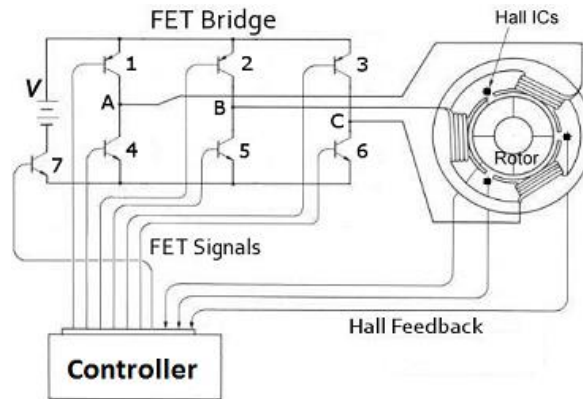 FET Bridge
Hall ICs
1
2
3
V
A
B
C
Rotor
7
4
5
6
FET Signals
Hall Feedback
Controller